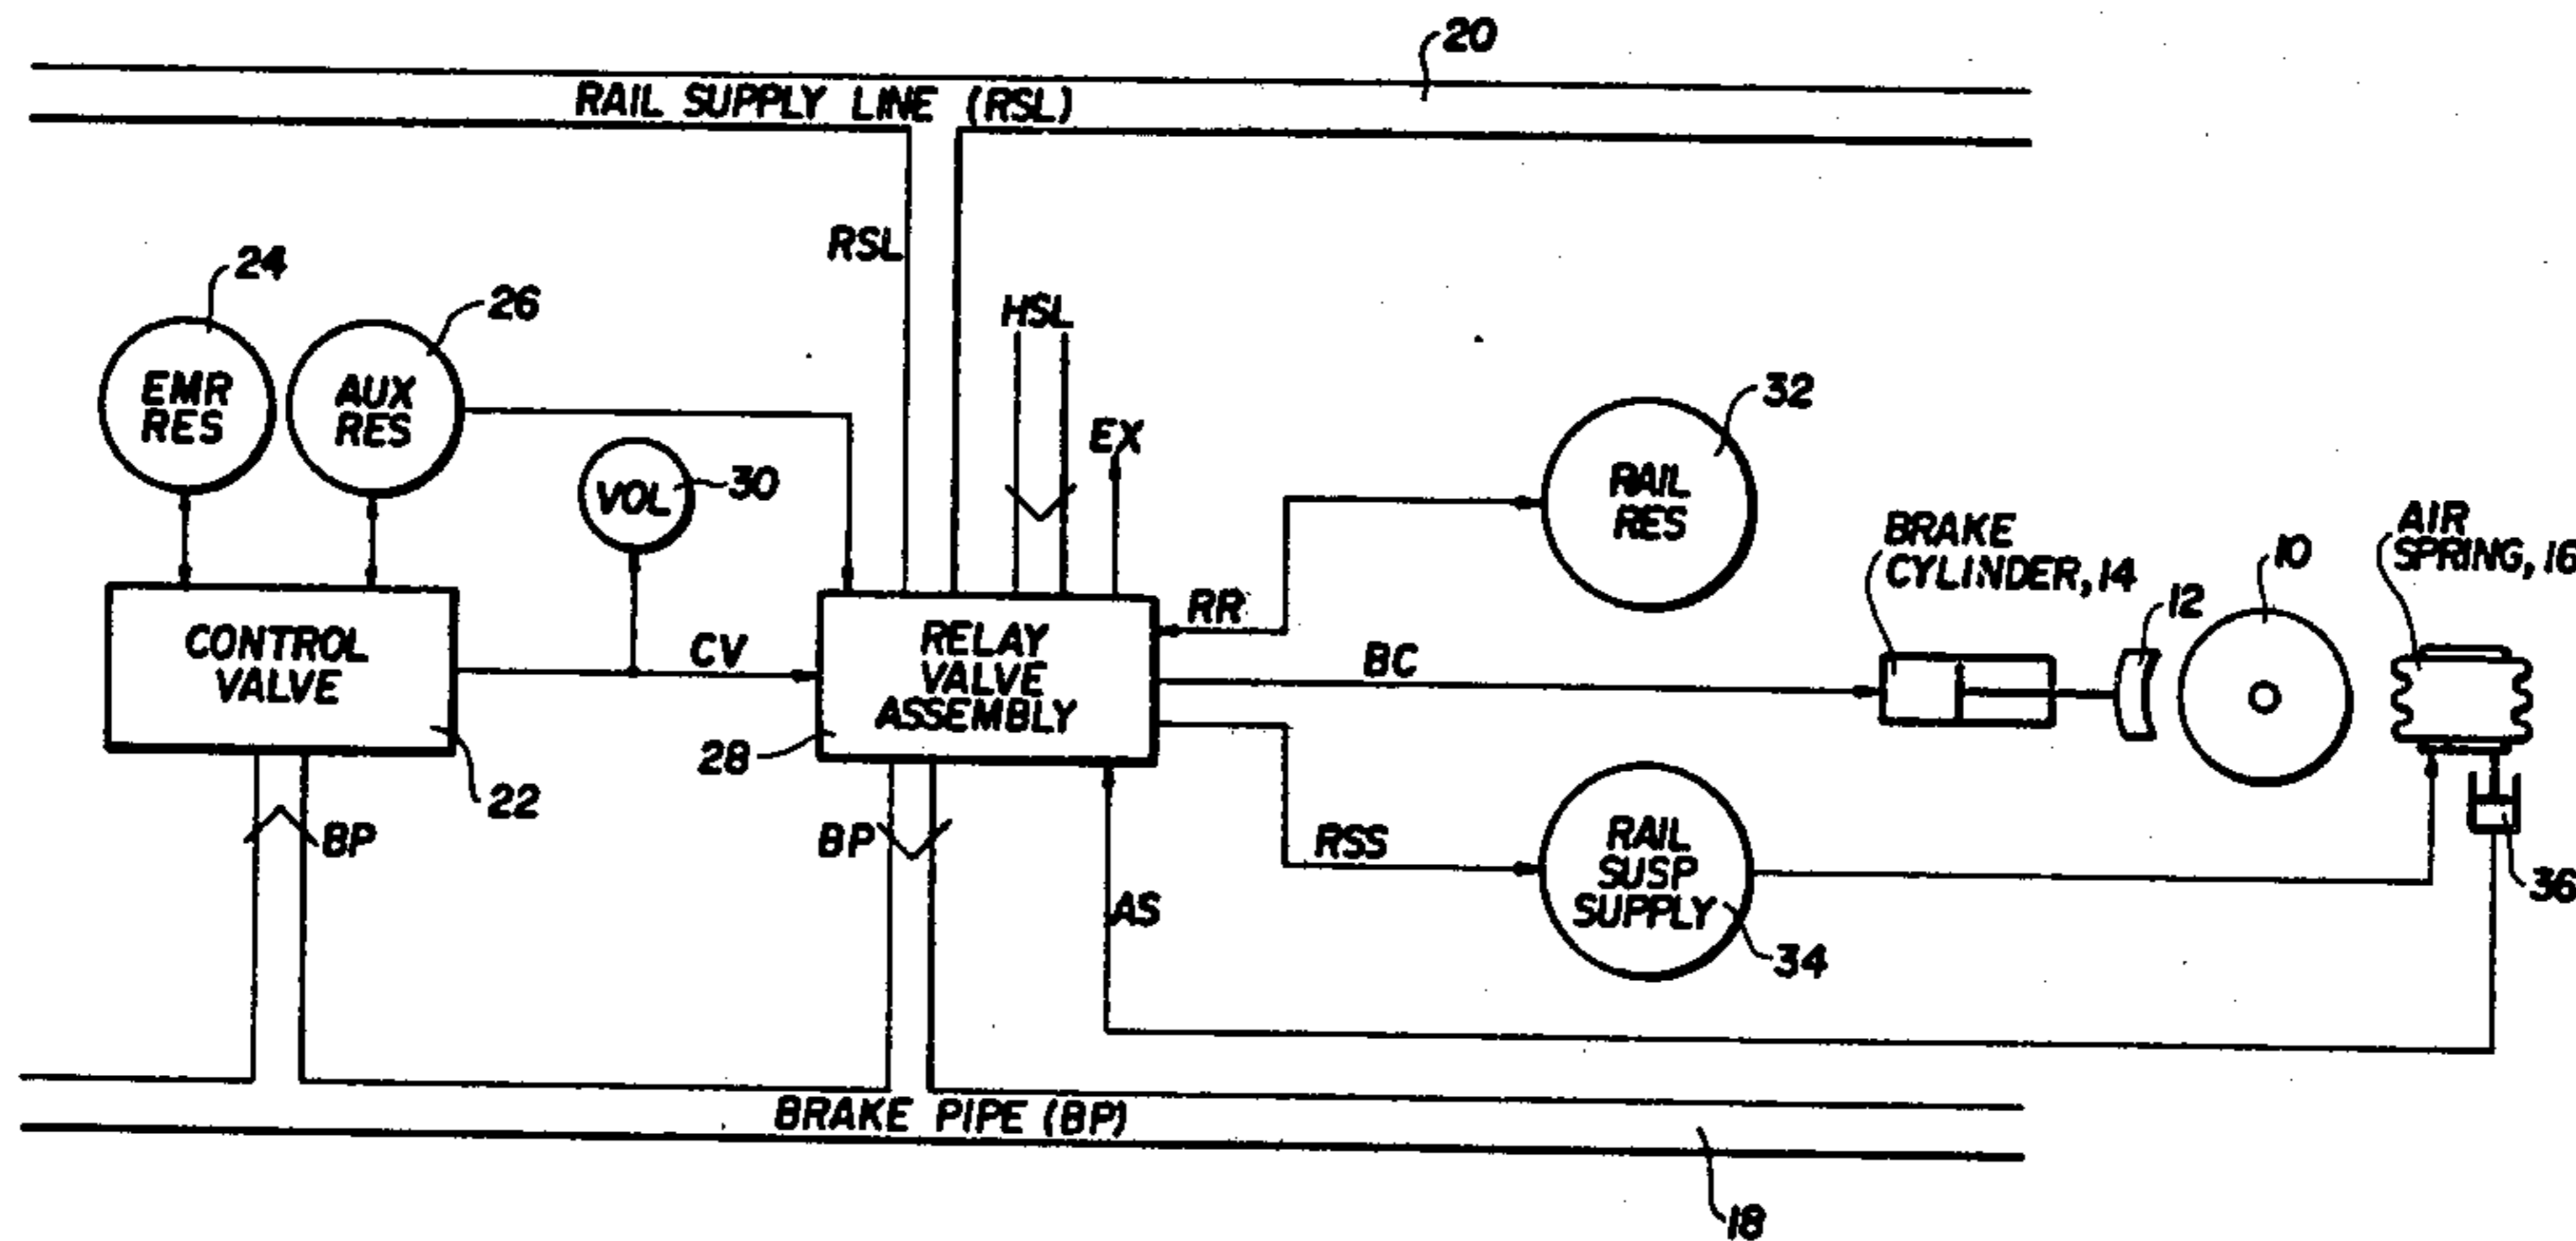 20
RAIL SUPPLY LINE (RSL)
RSL
24
26
HSL
EMR
RES
AUX
RES
EX
32
VOL
30
RAIL
RES
BRAKE
CYLINDER, 14
12
10
AIR
SPRING, 16
CONTROL
VALVE
22
CV
RELAY
VALVE
ASSEMBLY
28
RR
BC
RSS
RAIL
SUSP
SUPPLY
34
36
BP
BP
AS
BRAKE PIPE (BP)
18